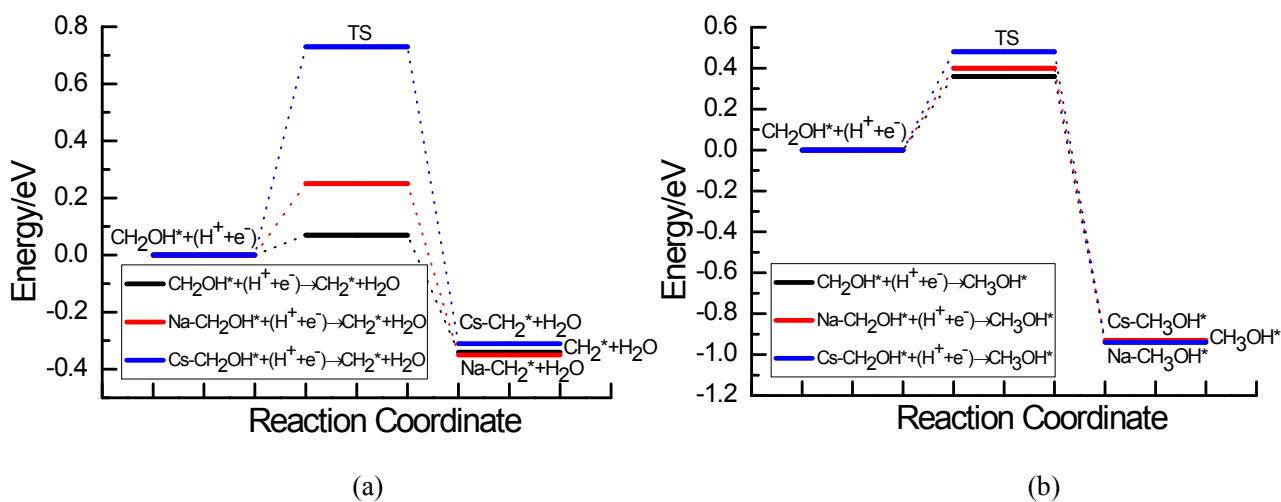 0.8
0.6
0.4
0.2
0.0
-0.2
-0.4
Energy/eV
TS
CH2OH*+(H⁺+e⁻)
CH2OH*+(H⁺+e⁻)→CH2*+H2O
Na-CH2OH*+(H⁺+e⁻)→CH2*+H2O
Cs-CH2OH*+(H⁺+e⁻)→CH2*+H2O
Cs-CH2*+H2O
CH2*+H2O
Na-CH2*+H2O
Reaction Coordinate
(a)
0.6
0.4
0.2
0.0
-0.2
-0.4
-0.6
-0.8
-1.0
-1.2
Energy/eV
TS
CH2OH*+(H⁺+e⁻)
CH2OH*+(H⁺+e⁻)→CH3OH*
Na-CH2OH*+(H⁺+e⁻)→CH3OH*
Cs-CH2OH*+(H⁺+e⁻)→CH3OH*
Cs-CH3OH*
CH3OH*
Na-CH3OH*
Reaction Coordinate
(b)